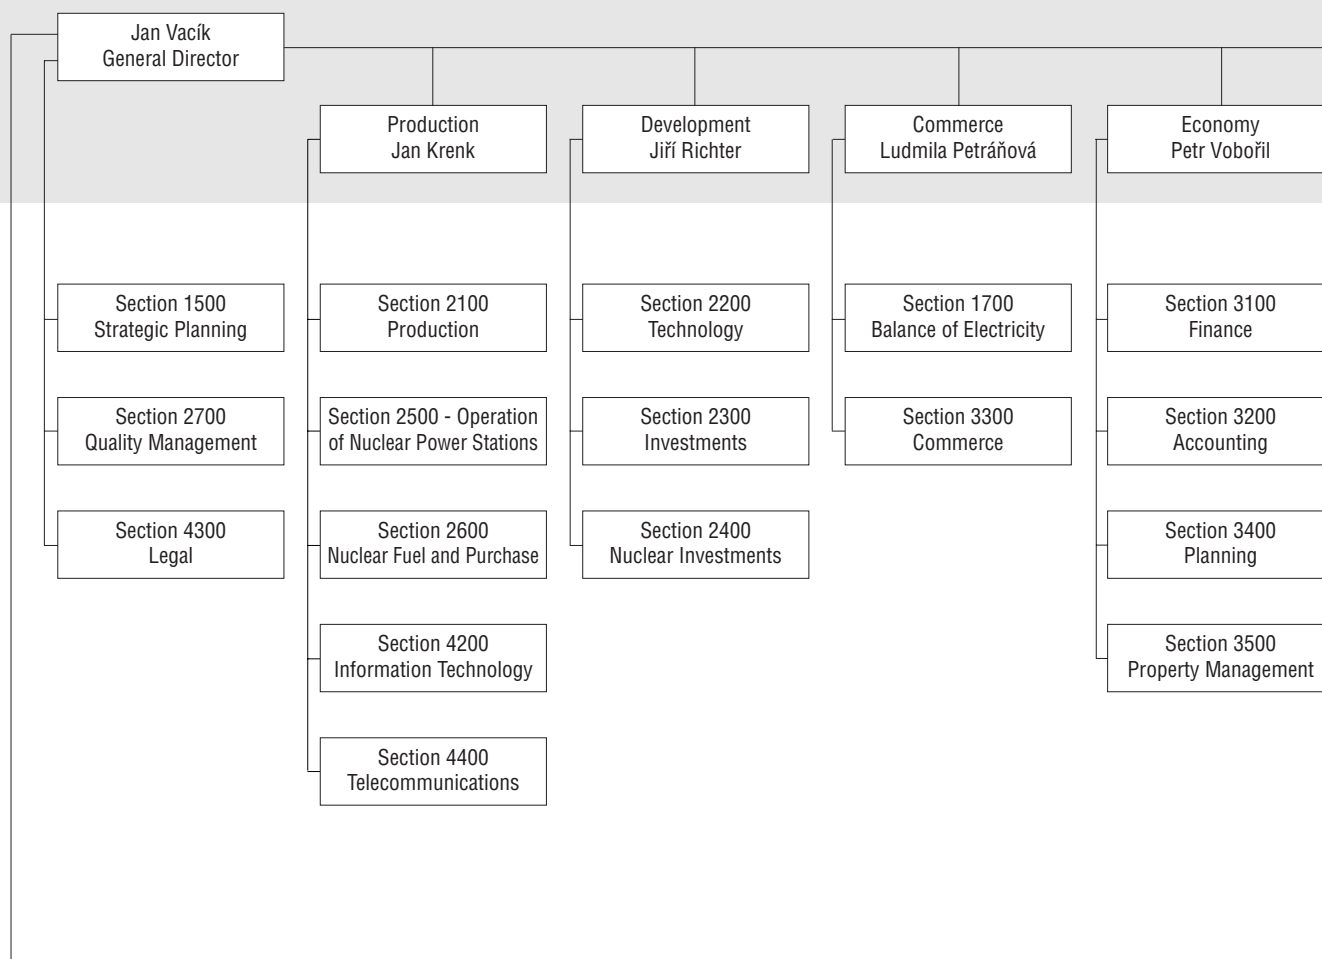 Jan Vacík
General Director
Production
Jan Krenk
Development
Jiří Richter
Commerce
Ludmila Petráňová
Economy
Petr Vobořil
Section 1500
Strategic Planning
Section 2100
Production
Section 2200
Technology
Section 1700
Balance of Electricity
Section 3100
Finance
Section 2700
Quality Management
Section 2500 - Operation
of Nuclear Power Stations
Section 2300
Investments
Section 3300
Commerce
Section 3200
Accounting
Section 4300
Legal
Section 2600
Nuclear Fuel and Purchase
Section 2400
Nuclear Investments
Section 3400
Planning
Section 4200
Information Technology
Section 3500
Property Management
Section 4400
Telecommunications